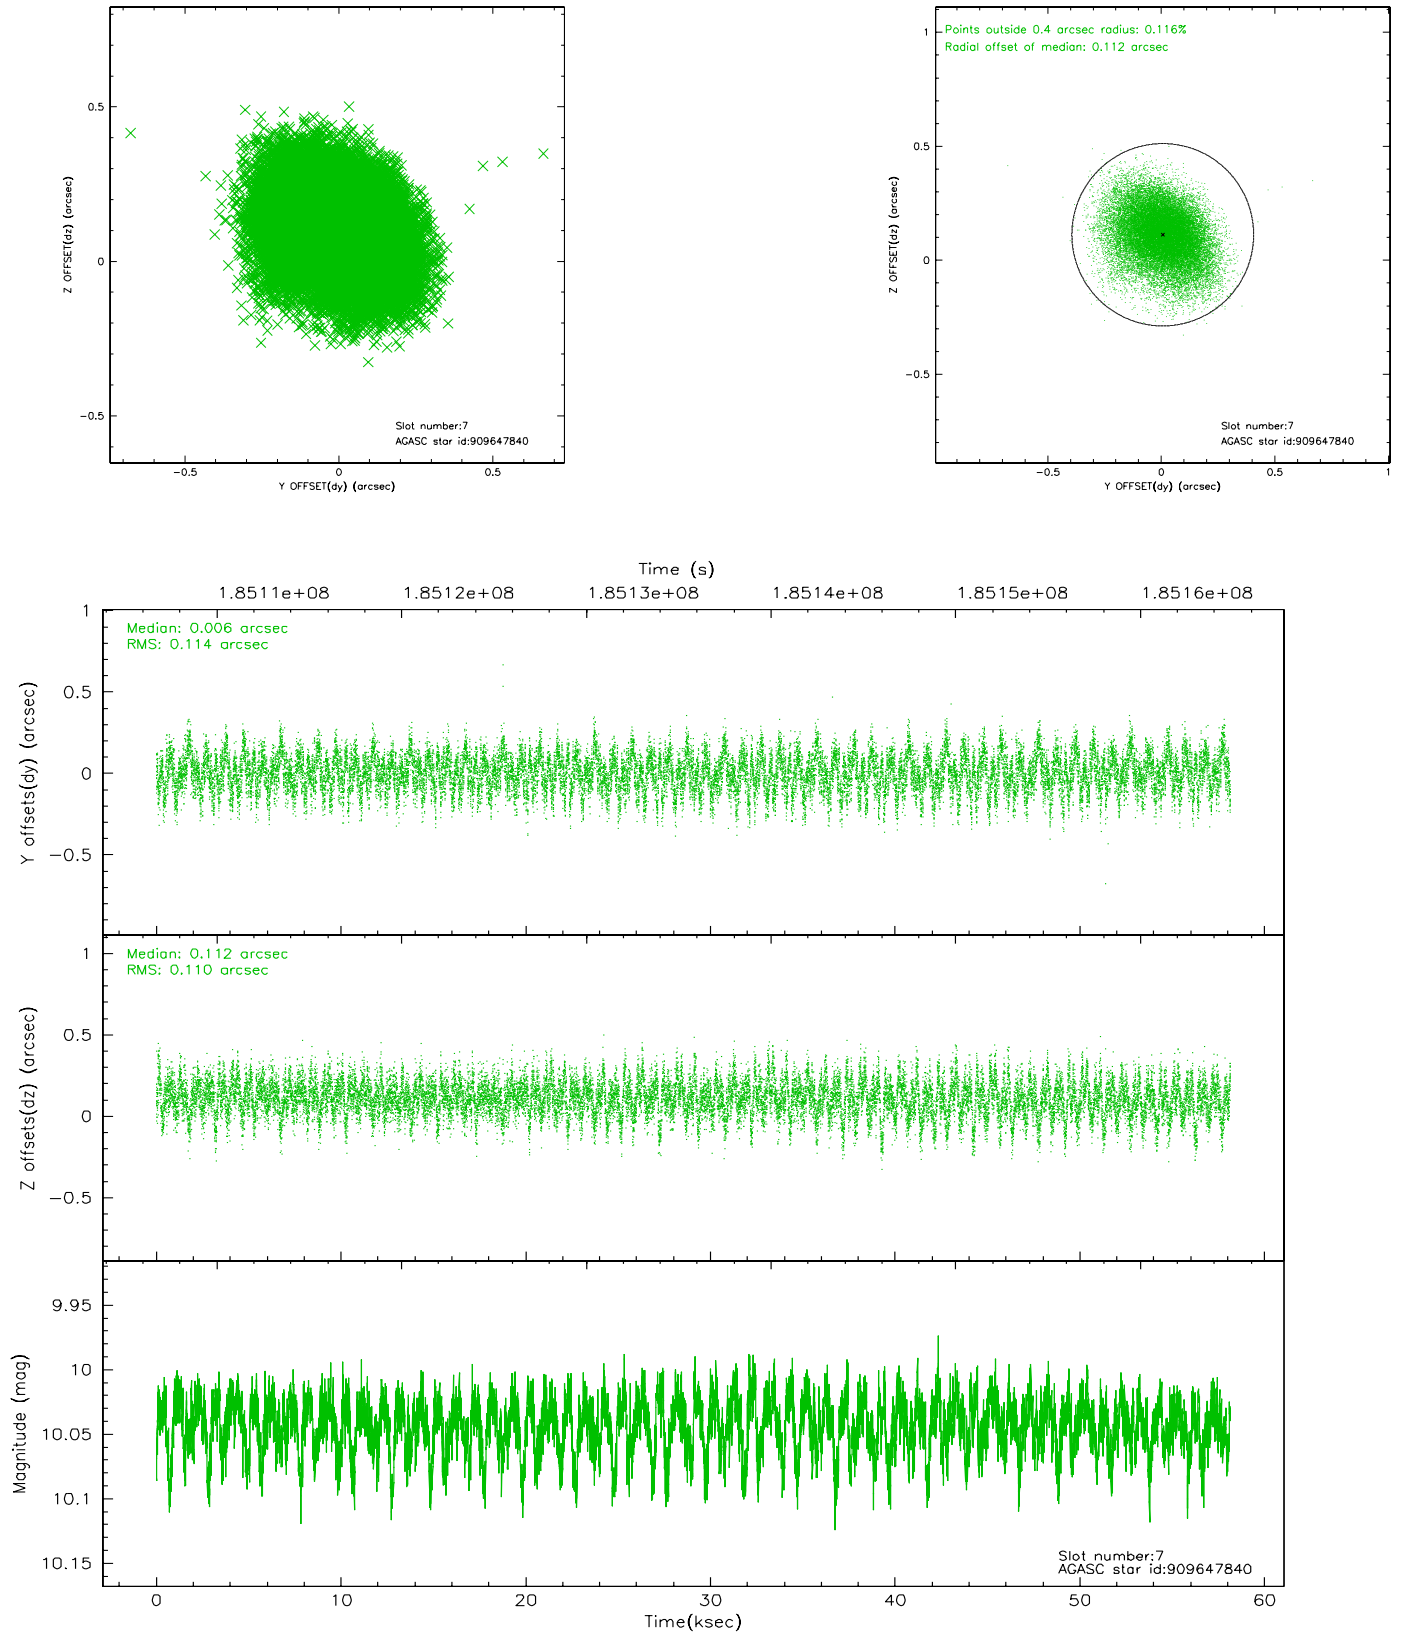 0.5
0
−0.5
Z OFFSET(dz) (arcsec)
Slot number:7
AGASC star id:909647840
−0.5
0
0.5
Y OFFSET(dy) (arcsec)
Points outside 0.4 arcsec radius: 0.116%
Radial offset of median: 0.112 arcsec
1
0.5
0
−0.5
Z OFFSET(dz) (arcsec)
Slot number:7
AGASC star id:909647840
−0.5
0
0.5
1
Y OFFSET(dy) (arcsec)
Time (s)
1.8511e+08
1.8512e+08
1.8513e+08
1.8514e+08
1.8515e+08
1.8516e+08
Median: 0.006 arcsec
RMS: 0.114 arcsec
1
0.5
0
−0.5
Y offsets(dy) (arcsec)
Median: 0.112 arcsec
RMS: 0.110 arcsec
1
0.5
0
−0.5
Z offsets(dz) (arcsec)
9.95
10
10.05
10.1
10.15
Magnitude (mag)
Slot number:7
AGASC star id:909647840
0
10
20
30
40
50
60
Time(ksec)